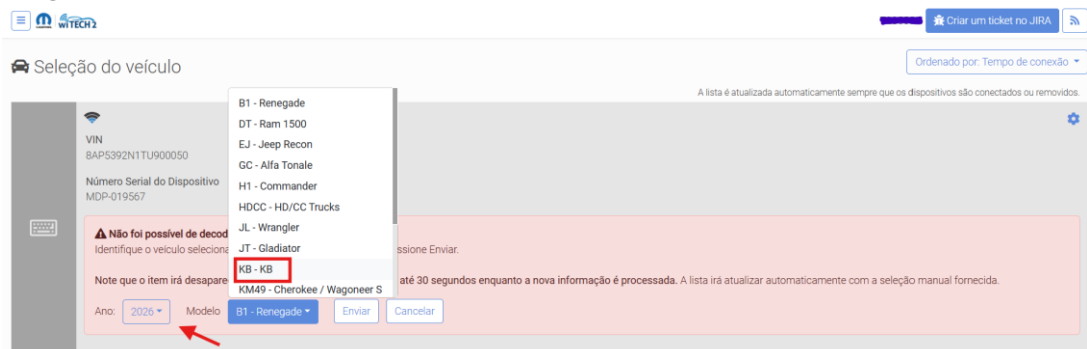 wiTECH 2
Criar um ticket no JIRA
Seleção do veículo
Ordenado por: Tempo de conexão
A lista é atualizada automaticamente sempre que os dispositivos são conectados ou removidos.
VIN
8AP5392N1TU900050
Número Serial do Dispositivo
MDP-019567
B1 - Renegade
DT - Ram 1500
EJ - Jeep Recon
GC - Alfa Tonale
H1 - Commander
HDCC - HD/CC Trucks
JL - Wrangler
JT - Gladiator
KB - KB
KM49 - Cherokee / Wagoneer S
Não foi possível de decod
Identifique o veículo seleciona ssione Enviar.
Note que o item irá desapare até 30 segundos enquanto a nova informação é processada. A lista irá atualizar automaticamente com a seleção manual fornecida.
Ano: 2026 Modelo B1 - Renegade Enviar Cancelar